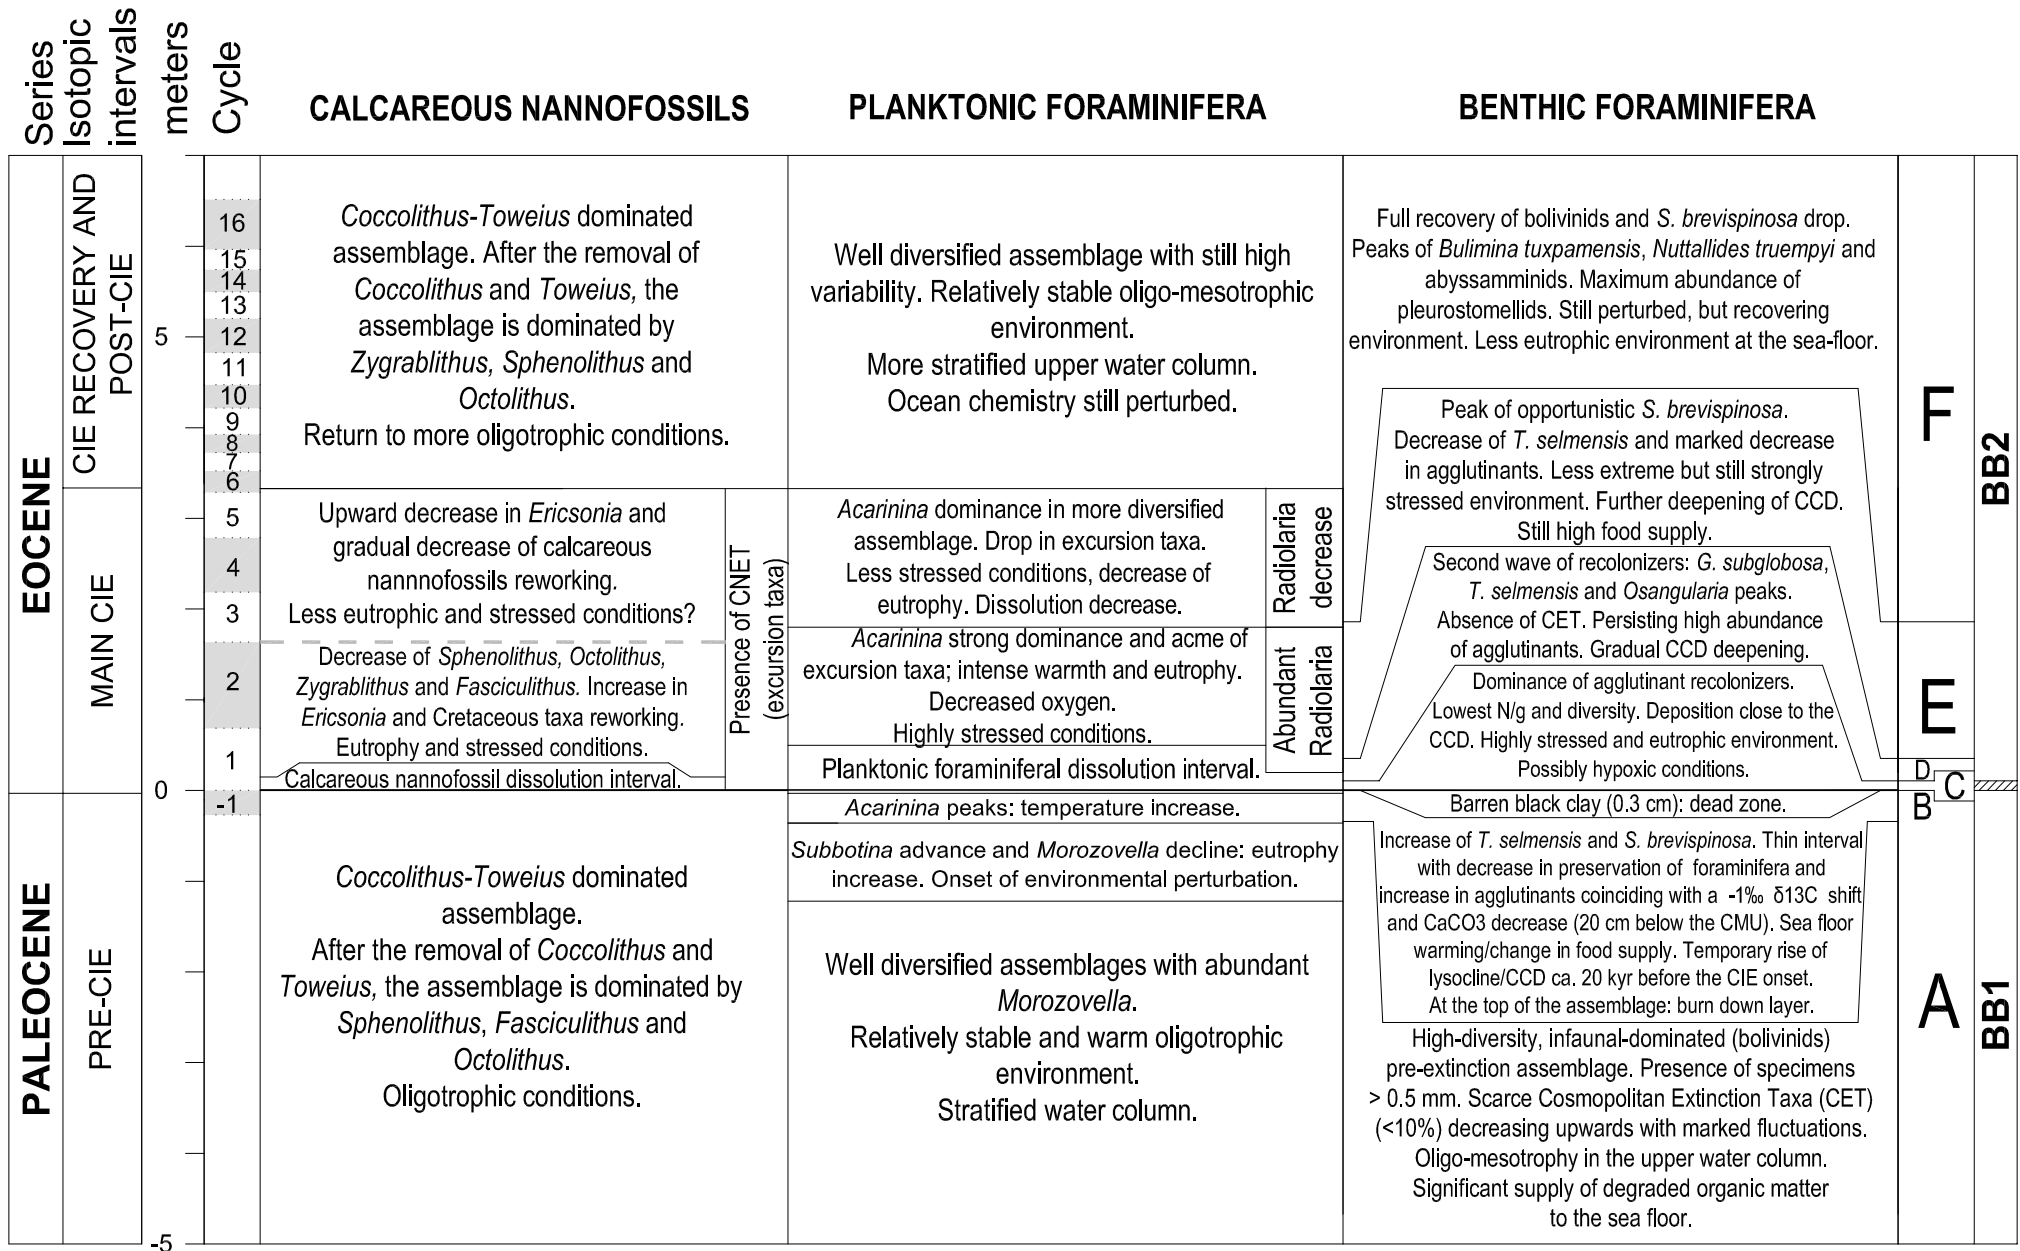 Series
Isotopic
intervals
meters
Cycle
CALCAREOUS NANNOFOSSILS
PLANKTONIC FORAMINIFERA
BENTHIC FORAMINIFERA
EOCENE
PALEOCENE
CIE RECOVERY AND
POST-CIE
MAIN CIE
PRE-CIE
5
0
-5
16
15
14
13
12
11
10
9
8
7
6
5
4
3
2
1
-1
Coccolithus-Toweius dominated
assemblage. After the removal of
Coccolithus and Toweius, the
assemblage is dominated by
Zygrablithus, Sphenolithus and
Octolithus.
Return to more oligotrophic conditions.
Upward decrease in Ericsonia and
gradual decrease of calcareous
nannnofossils reworking.
Less eutrophic and stressed conditions?
Decrease of Sphenolithus, Octolithus,
Zygrablithus and Fasciculithus. Increase in
Ericsonia and Cretaceous taxa reworking.
Eutrophy and stressed conditions.
Calcareous nannofossil dissolution interval.
Presence of CNET
(excursion taxa)
Coccolithus-Toweius dominated
assemblage.
After the removal of Coccolithus and
Toweius, the assemblage is dominated by
Sphenolithus, Fasciculithus and
Octolithus.
Oligotrophic conditions.
Well diversified assemblage with still high
variability. Relatively stable oligo-mesotrophic
environment.
More stratified upper water column.
Ocean chemistry still perturbed.
Acarinina dominance in more diversified
assemblage. Drop in excursion taxa.
Less stressed conditions, decrease of
eutrophy. Dissolution decrease.
Radiolaria
decrease
Acarinina strong dominance and acme of
excursion taxa; intense warmth and eutrophy.
Decreased oxygen.
Highly stressed conditions.
Abundant
Radiolaria
Planktonic foraminiferal dissolution interval.
Acarinina peaks: temperature increase.
Subbotina advance and Morozovella decline: eutrophy
increase. Onset of environmental perturbation.
Well diversified assemblages with abundant
Morozovella.
Relatively stable and warm oligotrophic
environment.
Stratified water column.
Full recovery of bolivinids and S. brevispinosa drop.
Peaks of Bulimina tuxpamensis, Nuttallides truempyi and
abyssamminids. Maximum abundance of
pleurostomellids. Still perturbed, but recovering
environment. Less eutrophic environment at the sea-floor.
Peak of opportunistic S. brevispinosa.
Decrease of T. selmensis and marked decrease
in agglutinants. Less extreme but still strongly
stressed environment. Further deepening of CCD.
Still high food supply.
Second wave of recolonizers: G. subglobosa,
T. selmensis and Osangularia peaks.
Absence of CET. Persisting high abundance
of agglutinants. Gradual CCD deepening.
Dominance of agglutinant recolonizers.
Lowest N/g and diversity. Deposition close to the
CCD. Highly stressed and eutrophic environment.
Possibly hypoxic conditions.
Barren black clay (0.3 cm): dead zone.
Increase of T. selmensis and S. brevispinosa. Thin interval
with decrease in preservation of foraminifera and
increase in agglutinants coinciding with a -1‰ δ13C shift
and CaCO3 decrease (20 cm below the CMU). Sea floor
warming/change in food supply. Temporary rise of
lysocline/CCD ca. 20 kyr before the CIE onset.
At the top of the assemblage: burn down layer.
High-diversity, infaunal-dominated (bolivinids)
pre-extinction assemblage. Presence of specimens
> 0.5 mm. Scarce Cosmopolitan Extinction Taxa (CET)
(<10%) decreasing upwards with marked fluctuations.
Oligo-mesotrophy in the upper water column.
Significant supply of degraded organic matter
to the sea floor.
F
E
D
C
B
A
BB2
BB1